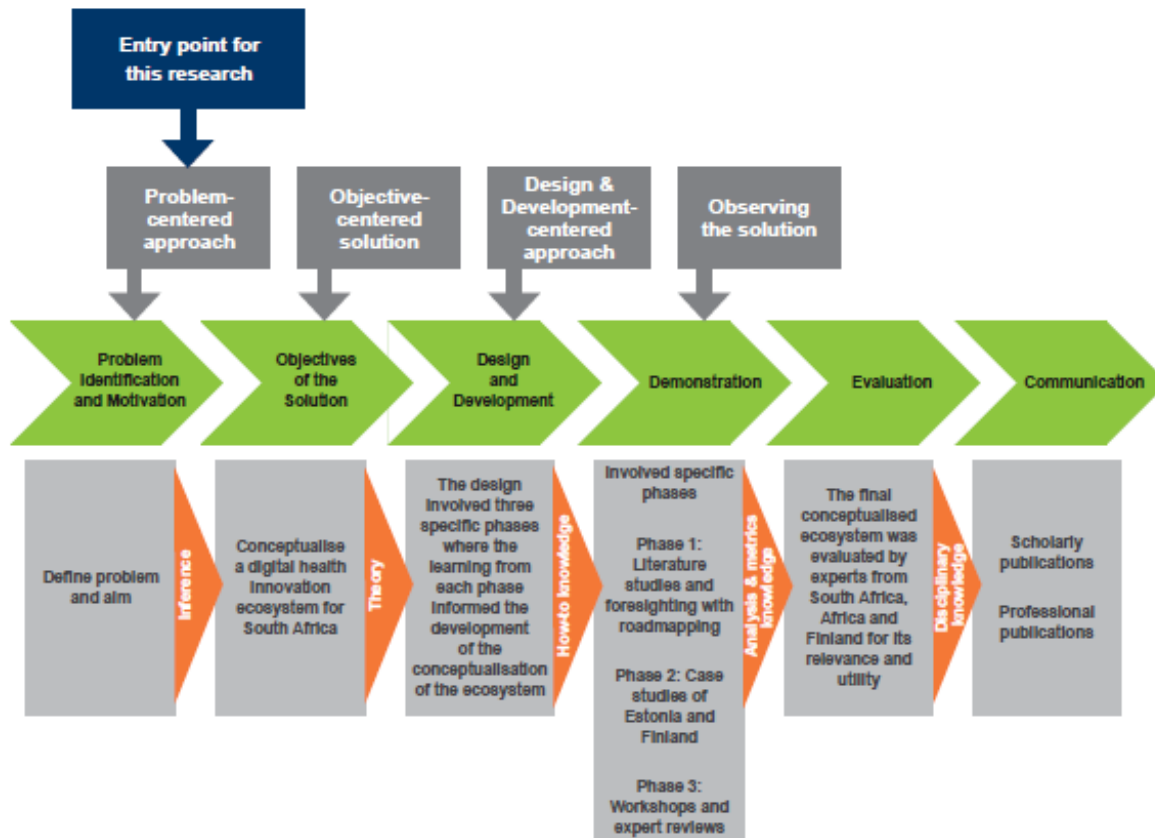 Entry point for
this research
Problem-
centered
approach
Objective-
centered
solution
Design &
Development-
centered
approach
Observing
the solution
Problem
Identification
and Motivation
Objectives
of the
Solution
Design
and
Development
Demonstration
Evaluation
Communication
Define problem
and aim
Inference
Conceptualise
a digital health
innovation
ecosystem for
South Africa
Theory
The design
involved three
specific phases
where the
learning from
each phase
informed the
development
of the
conceptualisation
of the ecosystem
How-to knowledge
Involved specific
phases
Phase 1:
Literature
studies and
foresighting with
roadmapping
Phase 2: Case
studies of
Estonia and
Finland
Phase 3:
Workshops and
expert reviews
Analysis & metrics
knowledge
The final
conceptualised
ecosystem was
evaluated by
experts from
South Africa,
Africa and
Finland for its
relevance and
utility
Disciplinary
knowledge
Scholarly
publications
Professional
publications